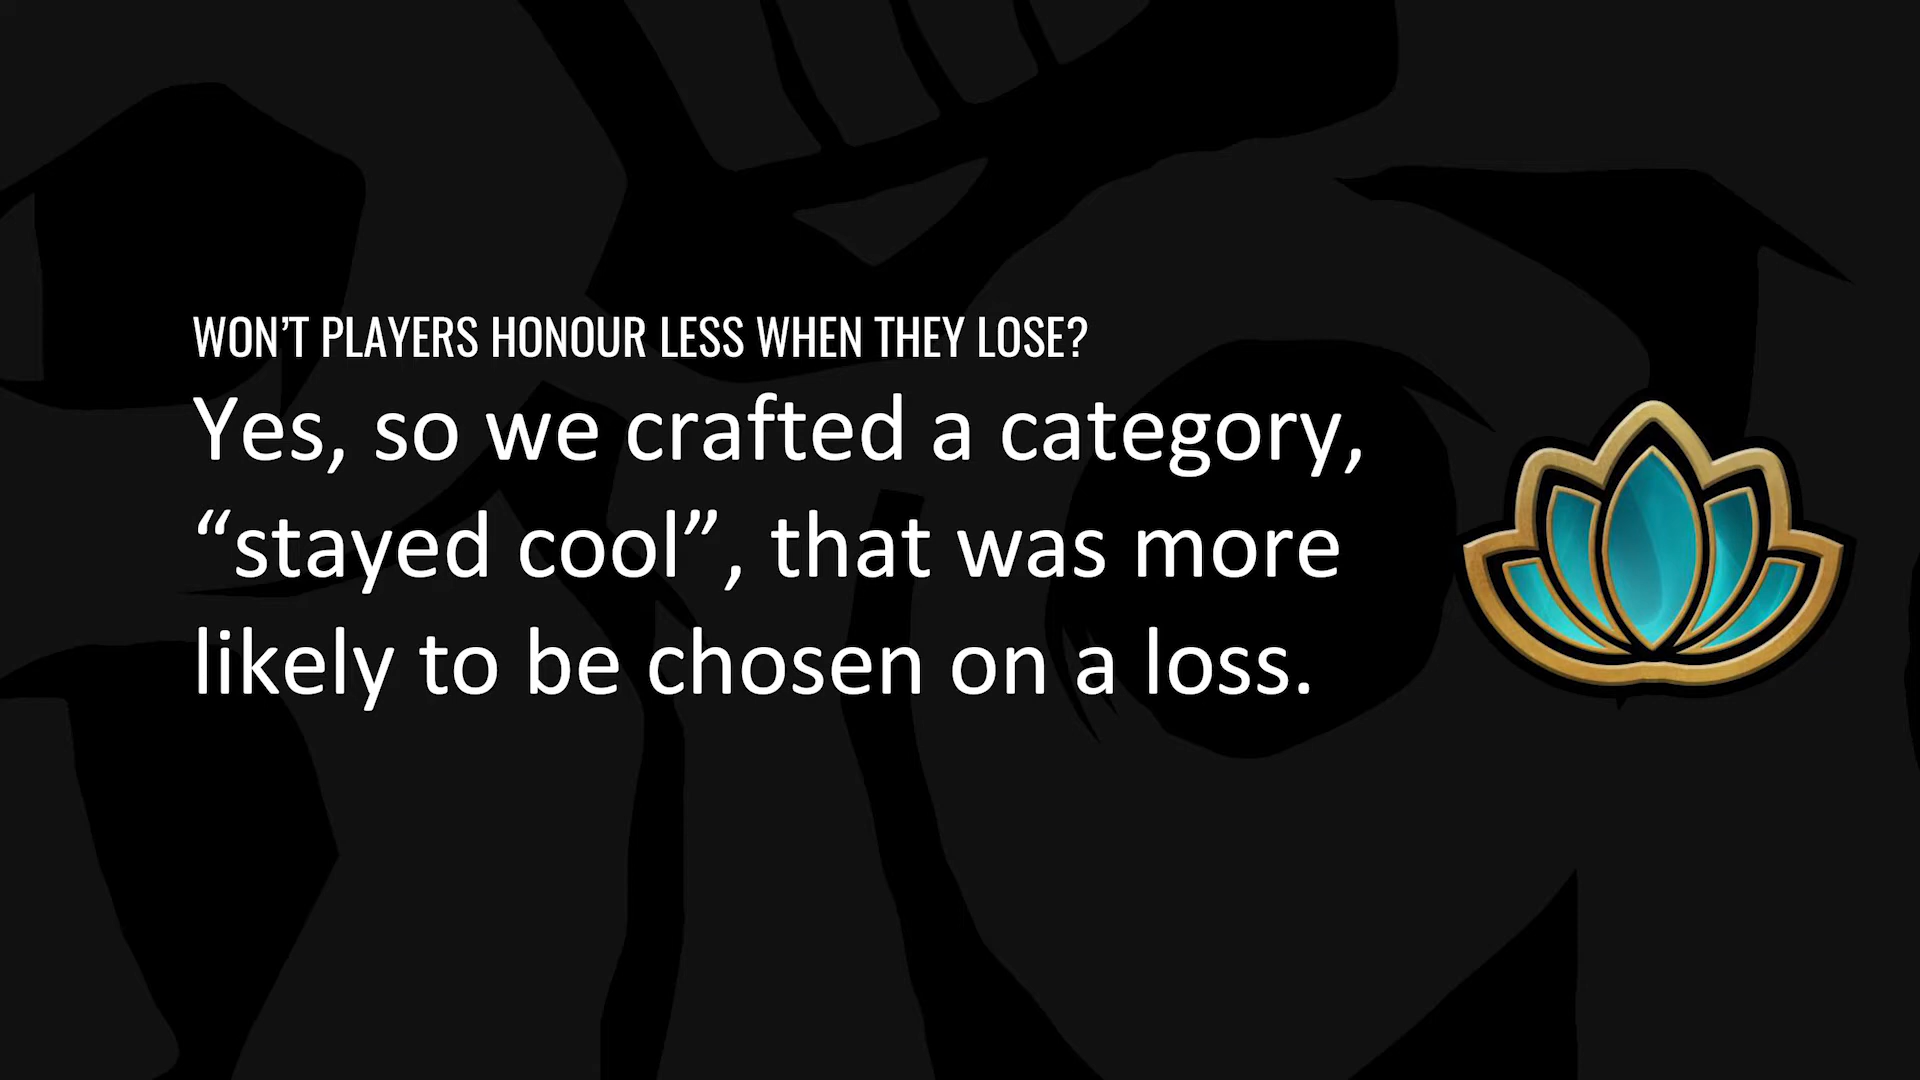 WON’T PLAYERS HONOUR LESS WHEN THEY LOSE?
Yes, so we crafted a category,
“stayed cool”, that was more
likely to be chosen on a loss.